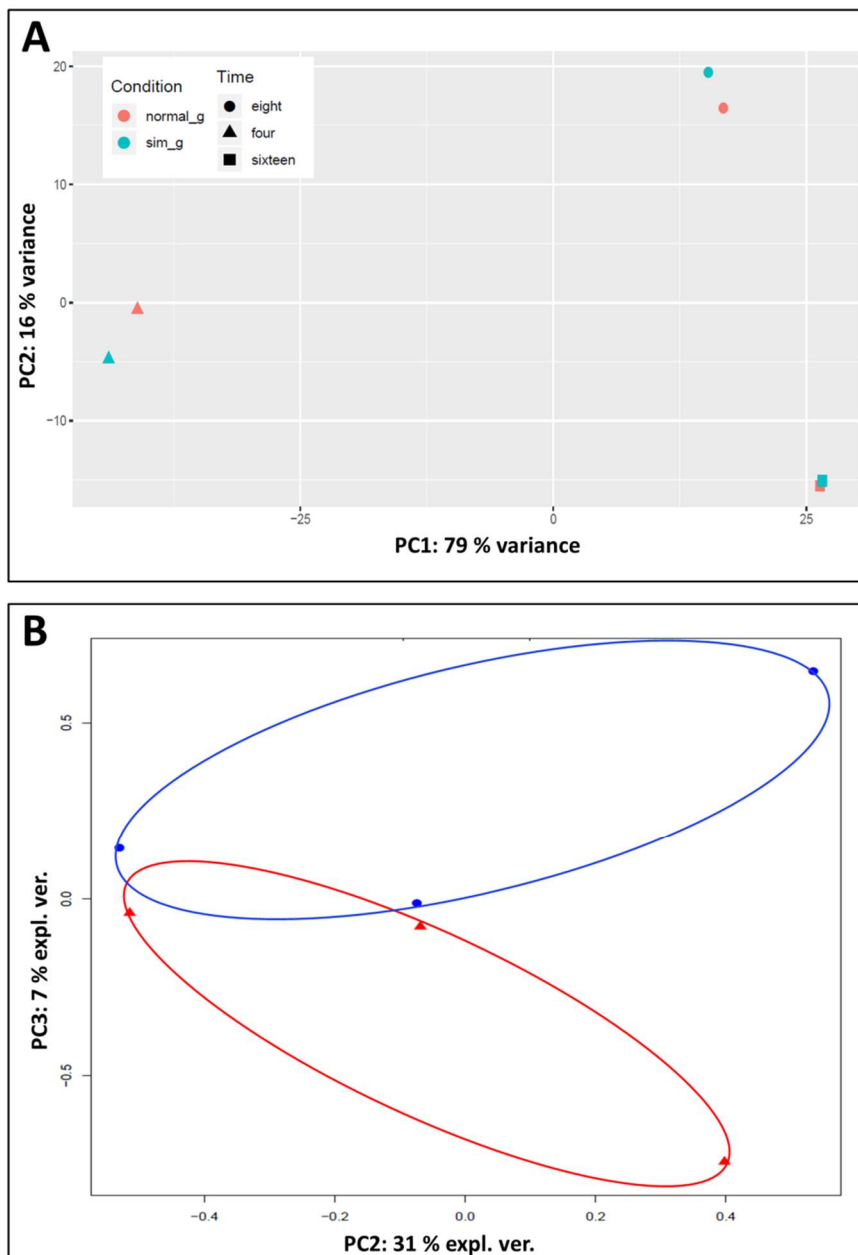 A
Condition
normal_g
sim_g
Time
eight
four
sixteen
20
10
0
−10
PC2: 16 % variance
−25
0
25
PC1: 79 % variance
B
0.5
0.0
−0.5
PC3: 7 % expl. ver.
−0.4
−0.2
0.0
0.2
0.4
PC2: 31 % expl. ver.